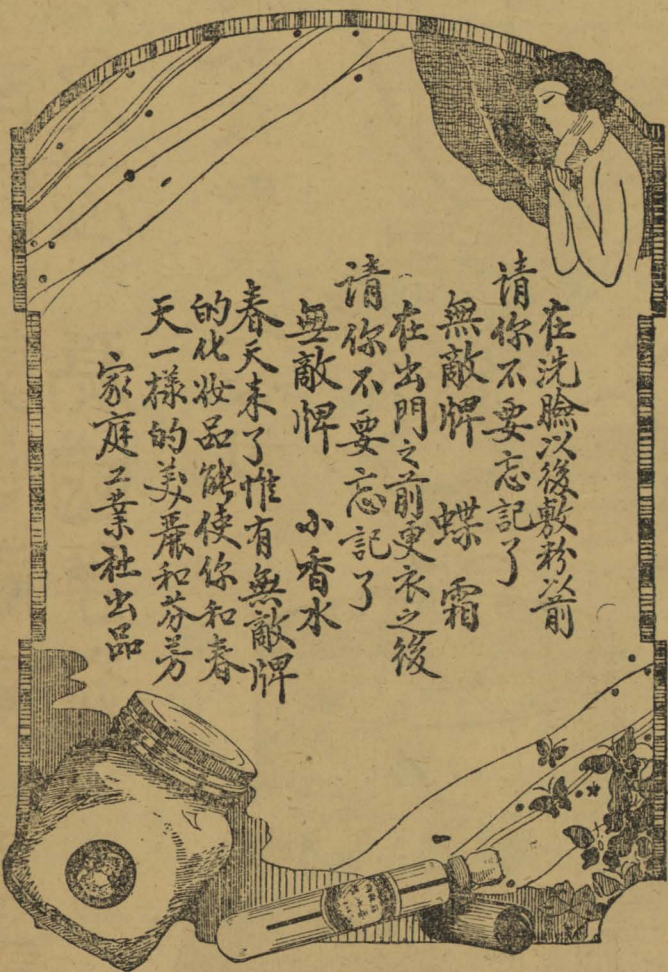 在洗臉以後敷粉以前
請你不要忘記了
無敵牌 蝶霜
在出門之前更衣之後
請你不要忘記了
無敵牌 小香水
春天來了惟有無敵牌
的化妝品能使你和春
天一樣的美麗和芬芳
家庭工業社出品